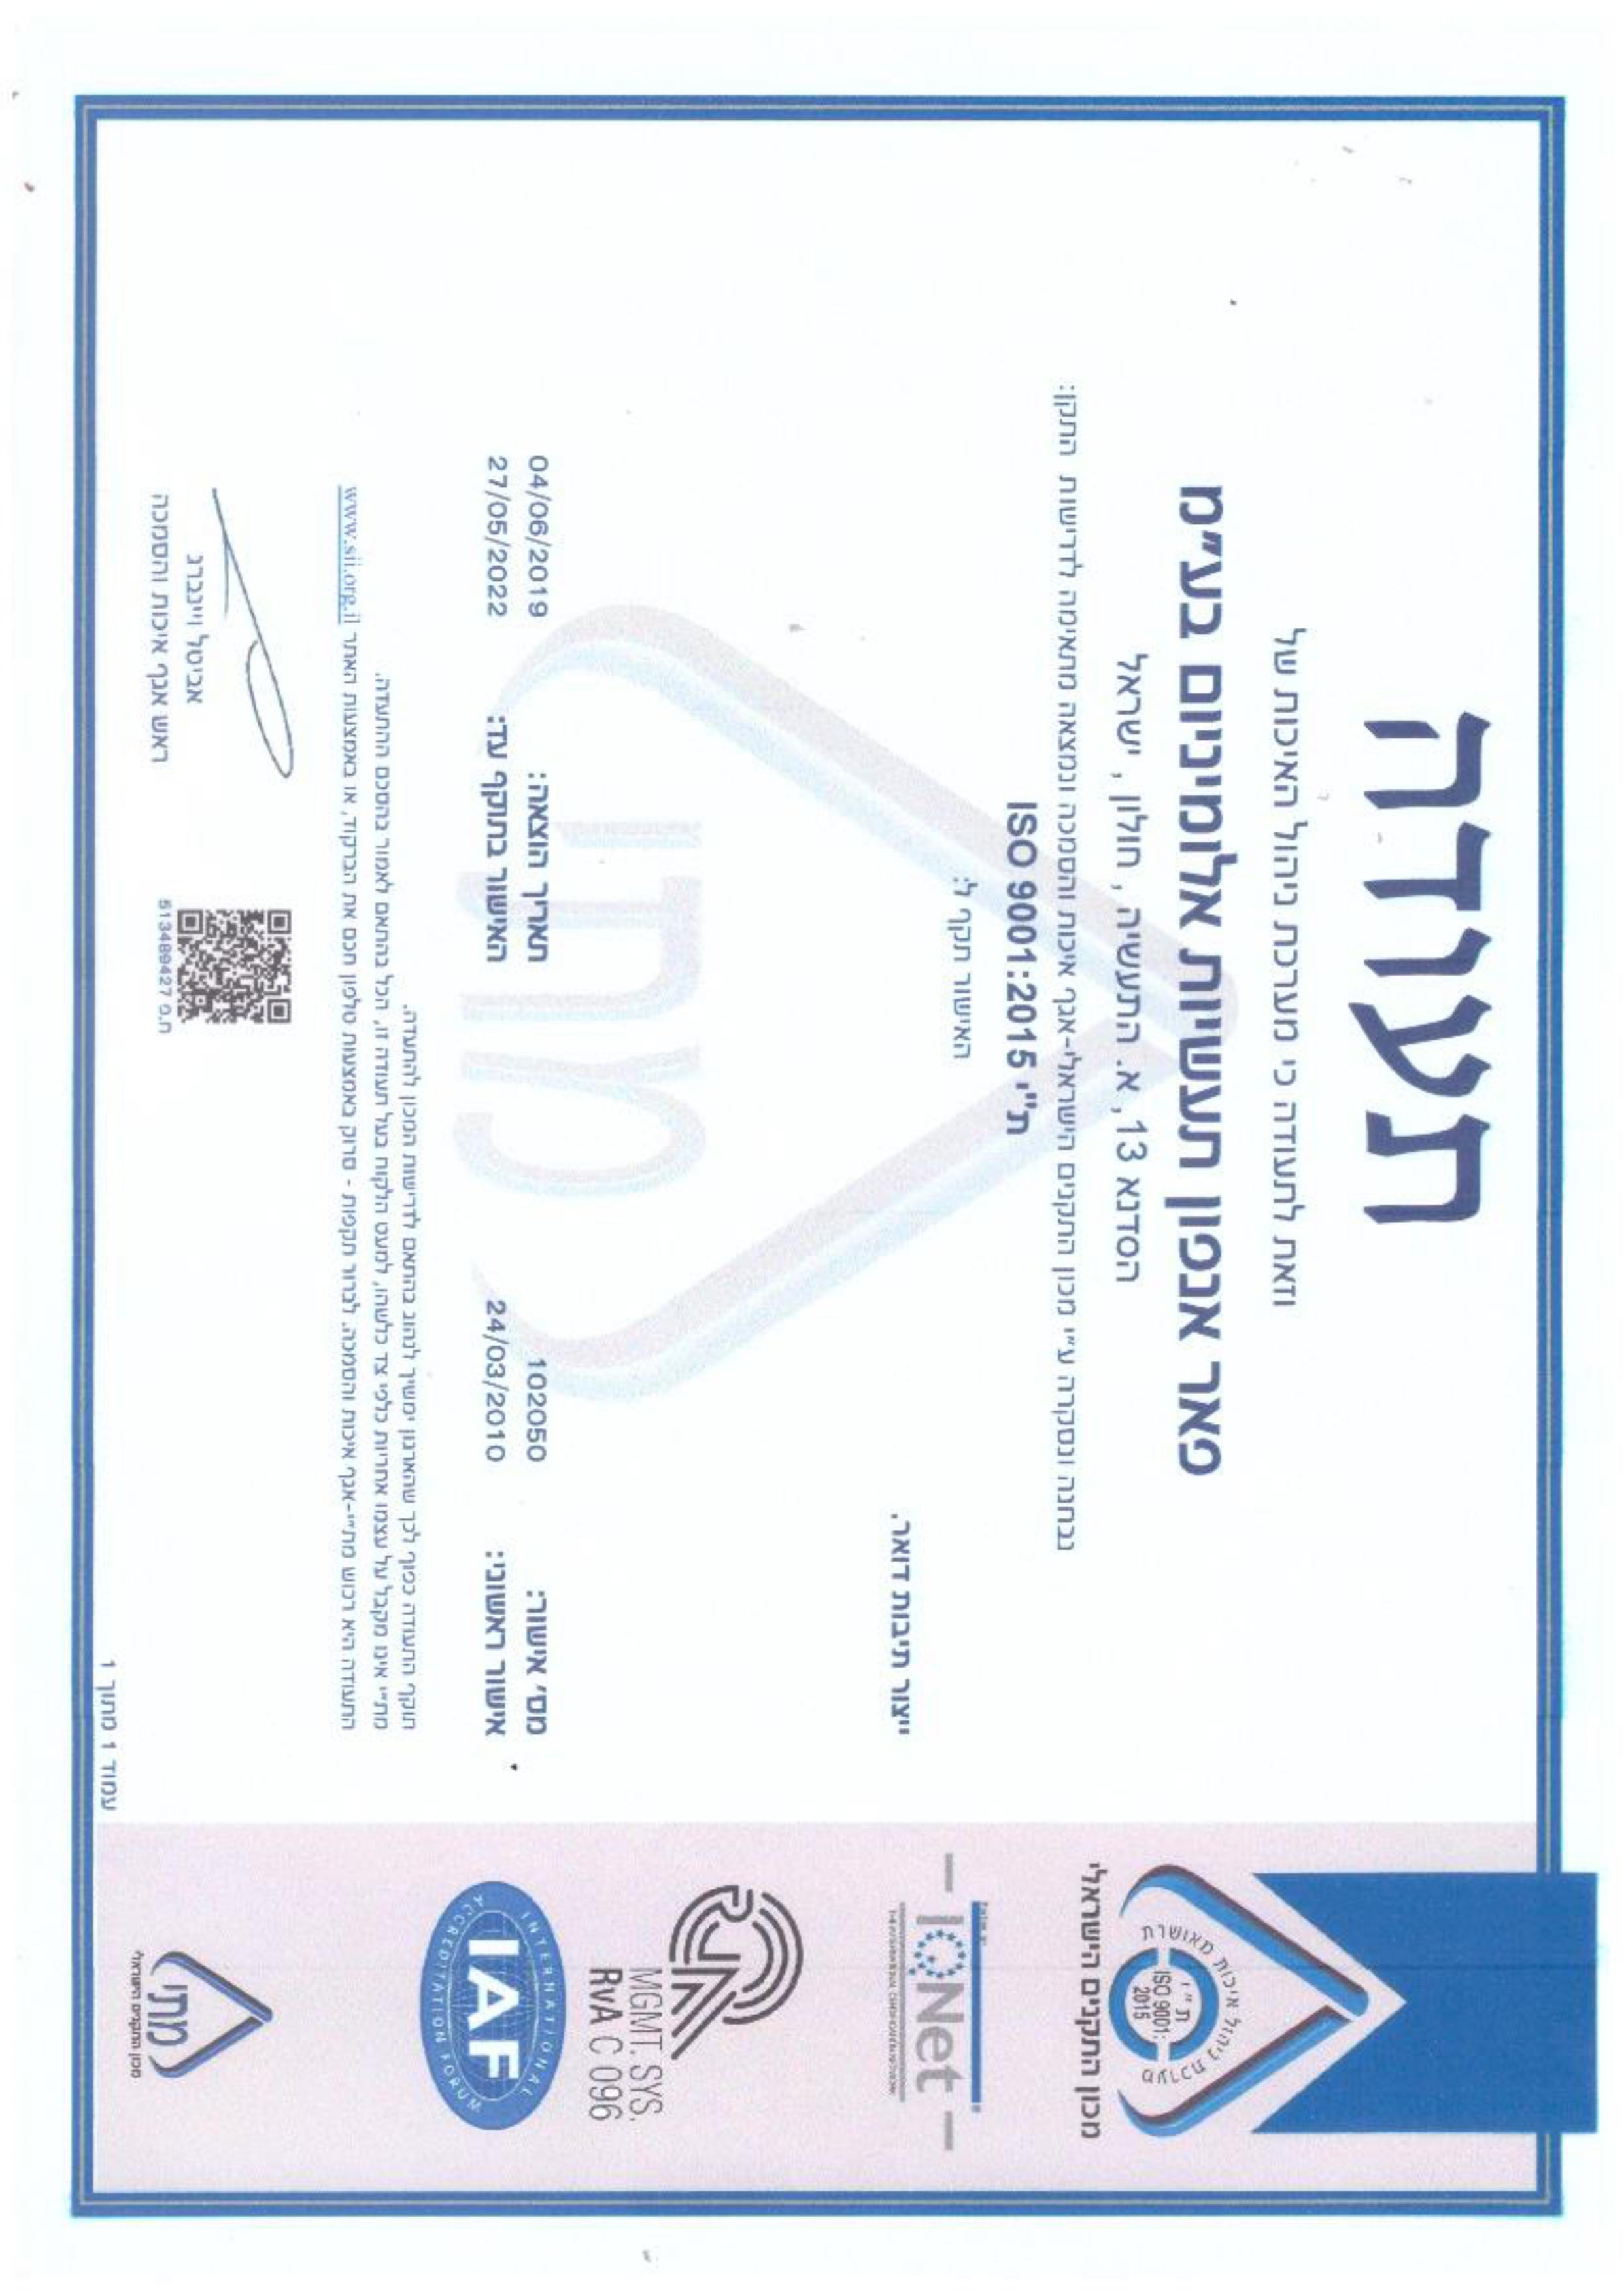 תעודה
וזאת לתעודה כי מערכת ניהול האיכות של
פאר אנפון תעשיות אלומיניום בע״מ
הסדנא 13, א. התעשיה , חולון , ישראל
נבחנה ונסקרה ע״י מכון התקנים הישראלי-אגף איכות והסמכה ונמצאה מתאימה לדרישות התקן:
ת"י ISO 9001:2015
האישור תקף ל:
ייצור תיבות דואר.
מס׳ אישור: 102050 תאריך הוצאה: 04/06/2019
אישור ראשוני: 24/03/2010 האישור בתוקף עד: 27/05/2022
תוקף התעודה כפוף לכך שהארגון ימשיך לנהוג בהתאם לדרישות המכון להתעדה.
מת״י אינו מקבל על עצמו אחריות כלפי צד כלשהו, למעט הלקוח בעל תעודה זו, הכל בהתאם לאמור בהסכם ההתעדה.
התעודה היא רכוש מת״י-אגף איכות והסמכה. לברור תקפות - סרוק באמצעות טלפון חכם את הברקוד, או באמצעות האתר www.sii.org.il
אביטל ויינברג
ראש אגף איכות והסמכה
ח.פ 513489427
עמוד 1 מתוך 1
מערכת ניהול איכות מאושרת
ת״י
ISO 9001:
2015
מכון התקנים הישראלי
IQNet
THE INTERNATIONAL CERTIFICATION NETWORK
RVA
MGMT. SYS.
RvA C 096
INTERNATIONAL
IAF
ACCREDITATION FORUM
מתי
מכון התקנים הישראלי
מתי